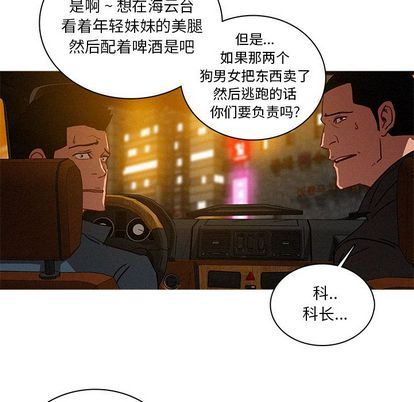 是啊～想在海云台
看着年轻妹妹的美腿
然后配着啤酒是吧
但是...
如果那两个
狗男女把东西卖了
然后逃跑的话
你们要负责吗?
科..
科长...